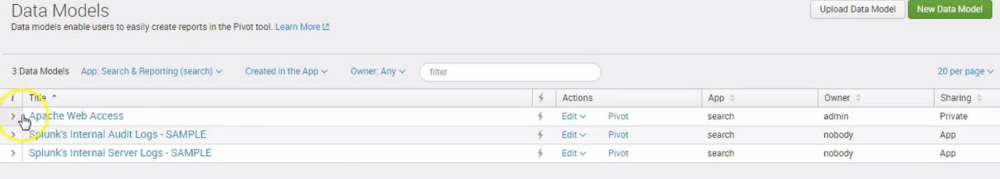 Data Models
Upload Data Model New Data Model
Data models enable users to easily create reports in the Pivot tool. Learn More
3 Data Models App: Search & Reporting (search) Created in the App Owner: Any filter 20 per page
i Title Actions App Owner Sharing
Apache Web Access Edit Pivot search admin Private
Splunk's Internal Audit Logs - SAMPLE Edit Pivot search nobody App
Splunk's Internal Server Logs - SAMPLE Edit Pivot search nobody App